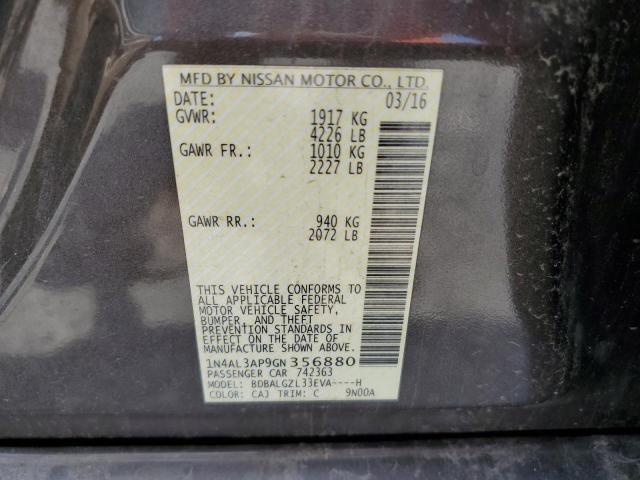 MFD BY NISSAN MOTOR CO., LTD.
DATE: 03/16
GVWR: 1917 KG
4226 LB
GAWR FR.: 1010 KG
2227 LB
GAWR RR.: 940 KG
2072 LB
THIS VEHICLE CONFORMS TO
ALL APPLICABLE FEDERAL
MOTOR VEHICLE SAFETY,
BUMPER, AND THEFT
PREVENTION STANDARDS IN
EFFECT ON THE DATE OF
MANUFACTURE SHOWN ABOVE.
1N4AL3AP9GN356880
PASSENGER CAR 742363
MODEL: BDBALGZL33EVA----H
COLOR: CAJ TRIM: C 9N00A